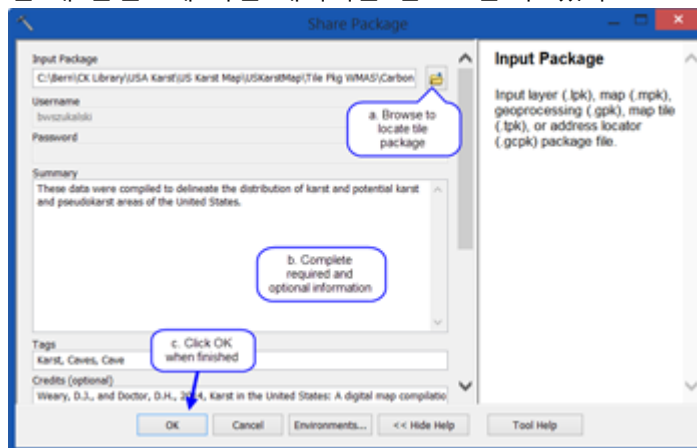 Share Package
Input Package
C:\Bern\CK Library\USA Karst\US Karst Map\USKarstMap\Tile Pkg WMAS\Carbon
a. Browse to
locate tile
package
Username
bwszukalski
Password
Summary
These data were compiled to delineate the distribution of karst and potential karst
and pseudokarst areas of the United States.
b. Complete
required and
optional information
Tags
Karst, Caves, Cave
c. Click OK
when finished
Credits (optional)
Weary, D.J., and Doctor, D.H., 2014, Karst in the United States: A digital map compilatio
OK
Cancel
Environments...
<< Hide Help
Tool Help
Input Package
Input layer (.lpk), map (.mpk),
geoprocessing (.gpk), map tile
(.tpk), or address locator
(.gcpk) package file.